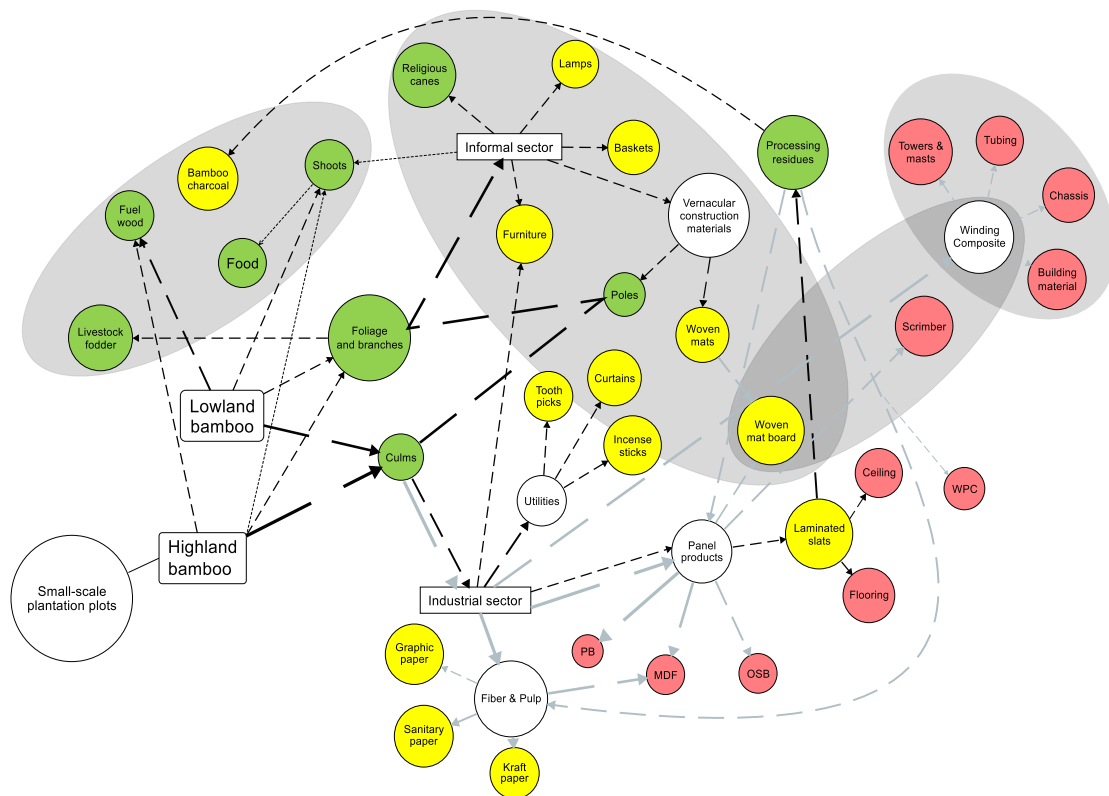 Religious
canes
Lamps
Informal sector
Baskets
Processing
residues
Towers &
masts
Tubing
Bamboo
charcoal
Shoots
Chassis
Fuel
wood
Vernacular
construction
materials
Furniture
Winding
Composite
Food
Building
material
Poles
Livestock
fodder
Foliage
and branches
Woven
mats
Scrimber
Lowland
bamboo
Tooth
picks
Curtains
Incense
sticks
Woven
mat board
Culms
Ceiling
WPC
Utilities
Laminated
slats
Highland
bamboo
Panel
products
Small-scale
plantation plots
Industrial sector
Flooring
Graphic
paper
PB
MDF
OSB
Fiber & Pulp
Sanitary
paper
Kraft
paper